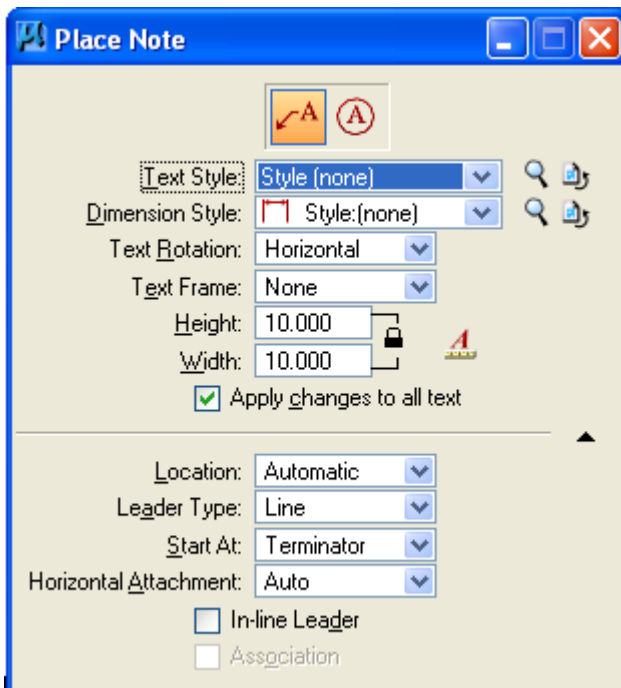 Place Note
A A
Text Style: Style (none)
Dimension Style: Style:(none)
Text Rotation: Horizontal
Text Frame: None
Height: 10.000
Width: 10.000
A
Apply changes to all text
Location: Automatic
Leader Type: Line
Start At: Terminator
Horizontal Attachment: Auto
In-line Leader
Association